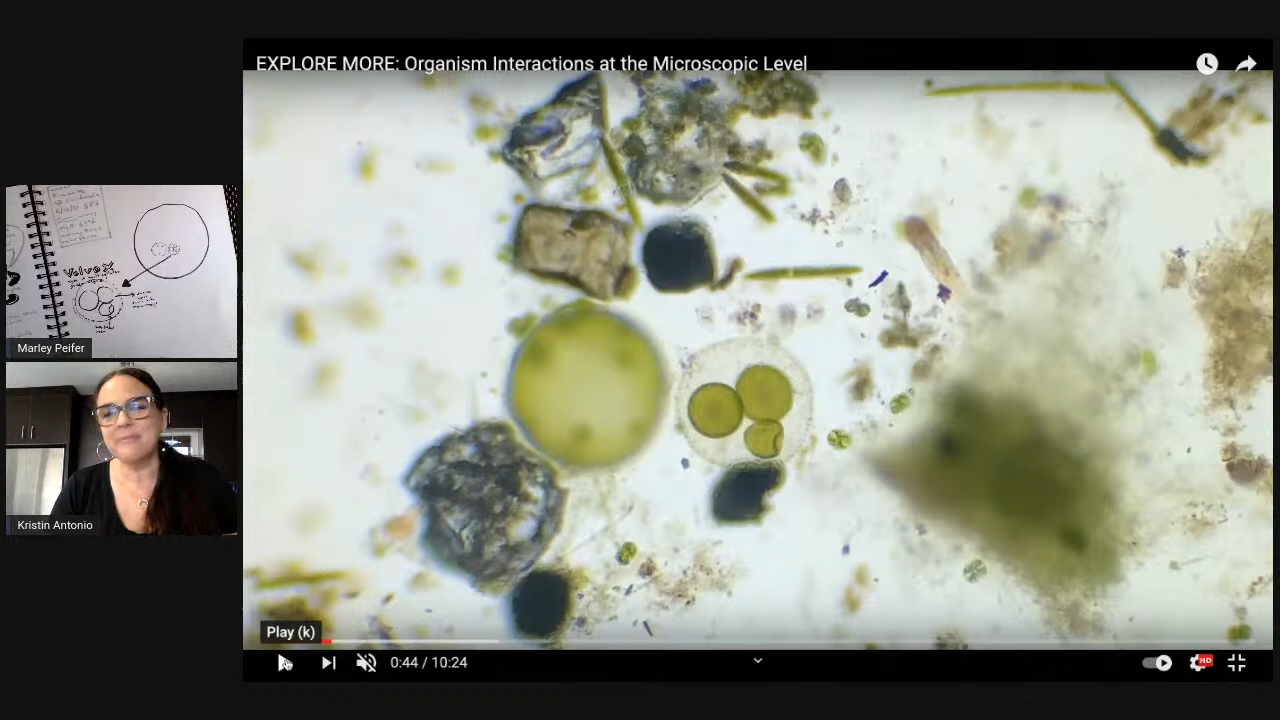 EXPLORE MORE: Organism Interactions at the Microscopic Level
Volvox
Marley Peifer
Kristin Antonio
Play (k)
0:44 / 10:24
HD